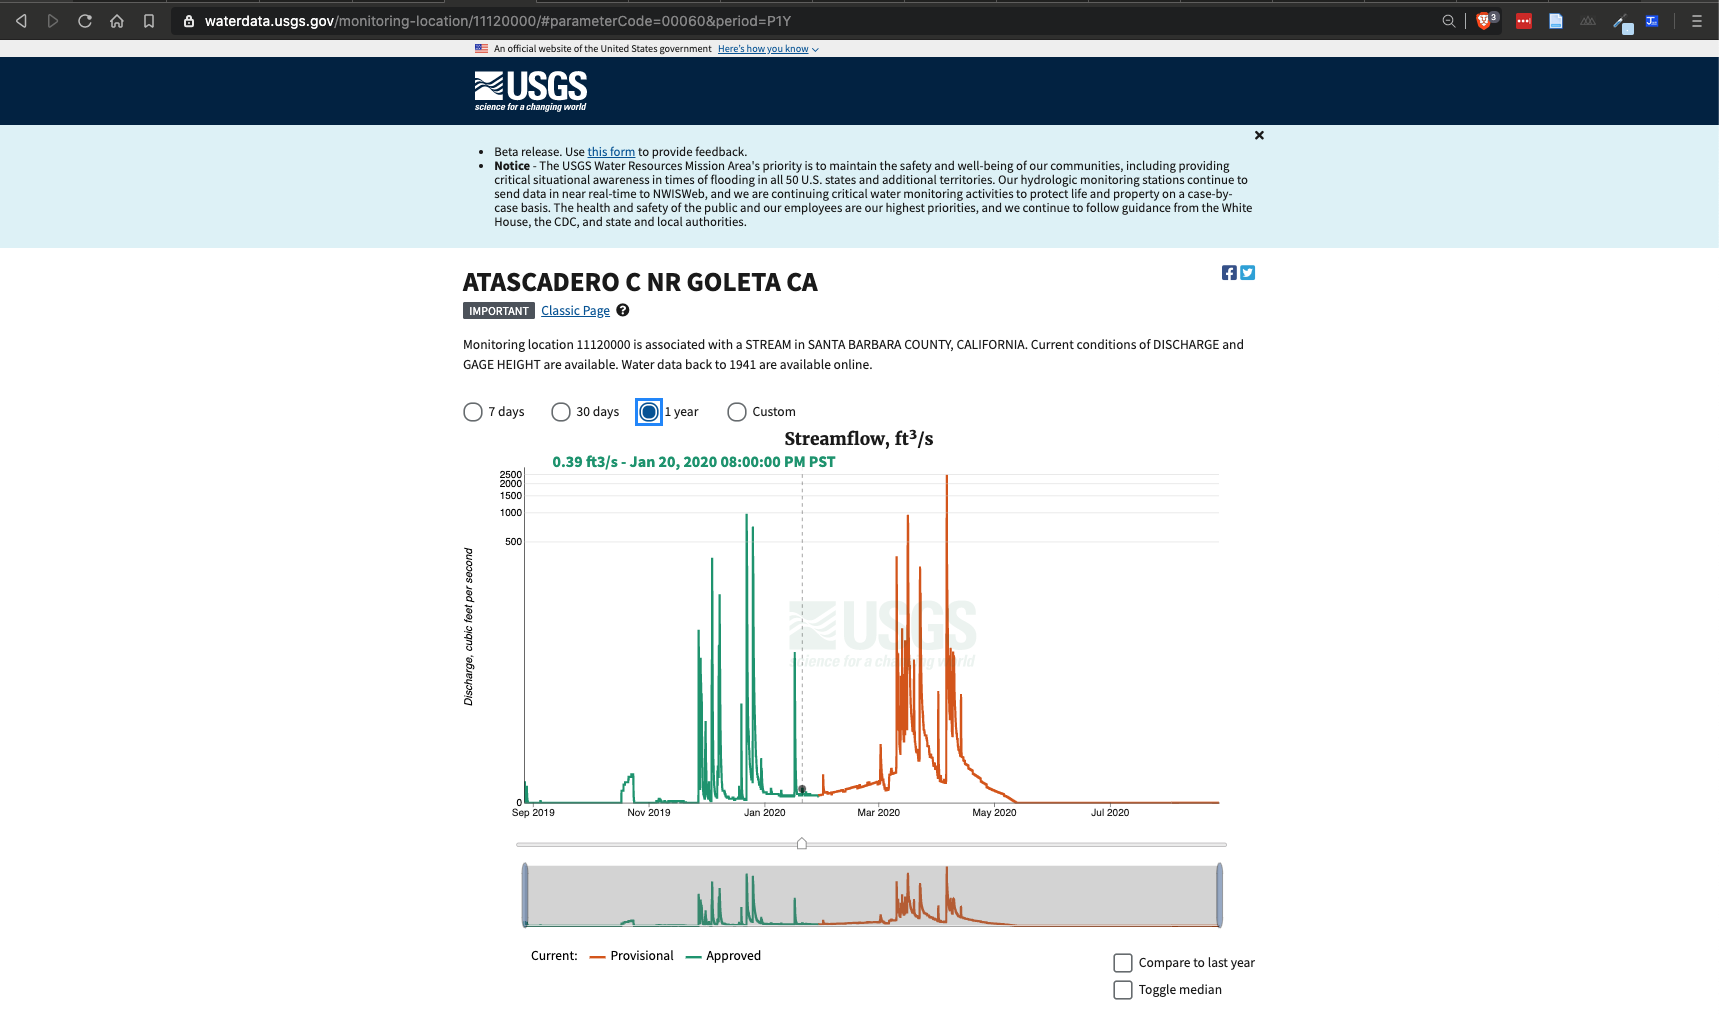 waterdata.usgs.gov/monitoring-location/11120000/#parameterCode=00060&period=P1Y
3
An official website of the United States government Here's how you know
USGS
science for a changing world
Beta release. Use this form to provide feedback.
Notice - The USGS Water Resources Mission Area's priority is to maintain the safety and well-being of our communities, including providing
critical situational awareness in times of flooding in all 50 U.S. states and additional territories. Our hydrologic monitoring stations continue to
send data in near real-time to NWISWeb, and we are continuing critical water monitoring activities to protect life and property on a case-by-
case basis. The health and safety of the public and our employees are our highest priorities, and we continue to follow guidance from the White
House, the CDC, and state and local authorities.
ATASCADERO C NR GOLETA CA
IMPORTANT Classic Page ?
Monitoring location 11120000 is associated with a STREAM in SANTA BARBARA COUNTY, CALIFORNIA. Current conditions of DISCHARGE and
GAGE HEIGHT are available. Water data back to 1941 are available online.
7 days 30 days 1 year Custom
Streamflow, ft³/s
0.39 ft3/s - Jan 20, 2020 08:00:00 PM PST
2500
2000
1500
1000
500
0
Discharge, cubic feet per second
USGS
science for a changing world
Sep 2019 Nov 2019 Jan 2020 Mar 2020 May 2020 Jul 2020
Current: Provisional Approved
Compare to last year
Toggle median